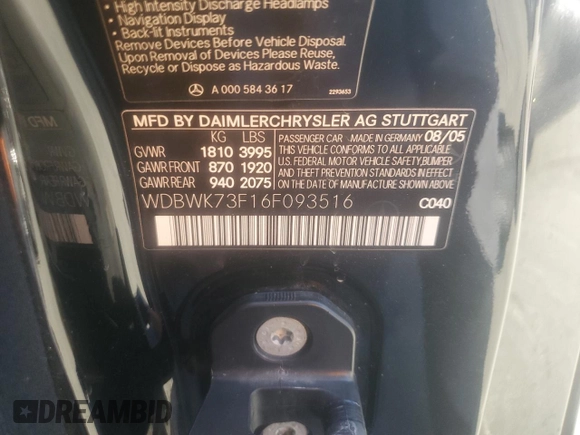 • High Intensity Discharge Headlamps
• Navigation Display
• Back-lit Instruments
Remove Devices Before Vehicle Disposal.
Upon Removal of Devices Please Reuse,
Recycle or Dispose as Hazardous Waste.
A 000 584 36 17
2293653
MFD BY DAIMLERCHRYSLER AG STUTTGART
KG LBS
GVWR 1810 3995
GAWR FRONT 870 1920
GAWR REAR 940 2075
PASSENGER CAR MADE IN GERMANY 08/05
THIS VEHICLE CONFORMS TO ALL APPLICABLE
U.S. FEDERAL MOTOR VEHICLE SAFETY, BUMPER
AND THEFT PREVENTION STANDARDS IN EFFECT
ON THE DATE OF MANUFACTURE SHOWN ABOVE
WDBWK73F16F093516
C040
DREAMBID